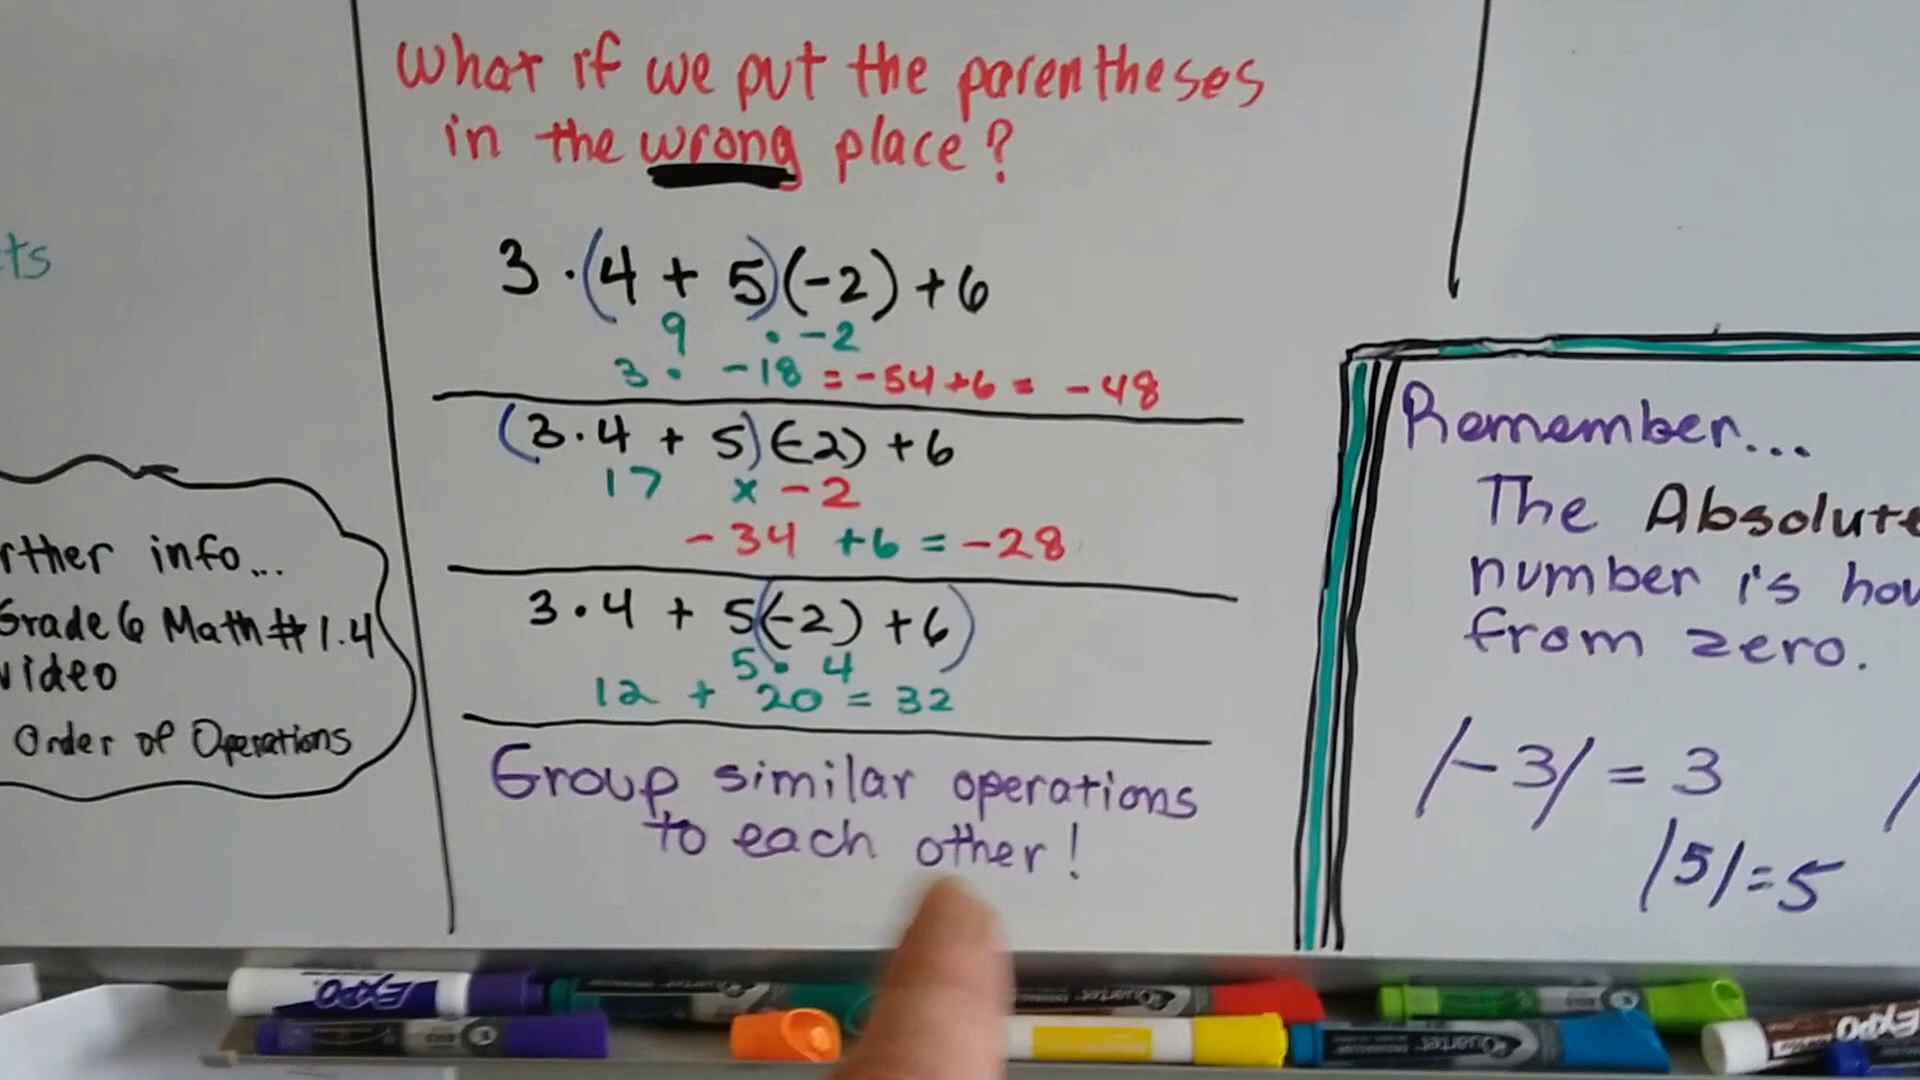 What if we put the parentheses
in the wrong place?
3 · (4 + 5)(-2) + 6
9 · -2
3 · -18 = -54 + 6 = -48
(3 · 4 + 5)(-2) + 6
17 x -2
-34 + 6 = -28
3 · 4 + 5(-2) + 6)
5 · 4
12 + 20 = 32
Group similar operations
to each other!
ts
rther info...
Grade 6 Math # 1.4
video
Order of Operations
Remember...
The Absolute
number is how
from zero.
|-3| = 3
|5| = 5
EXPO
Quartet
Quartet
EXPO